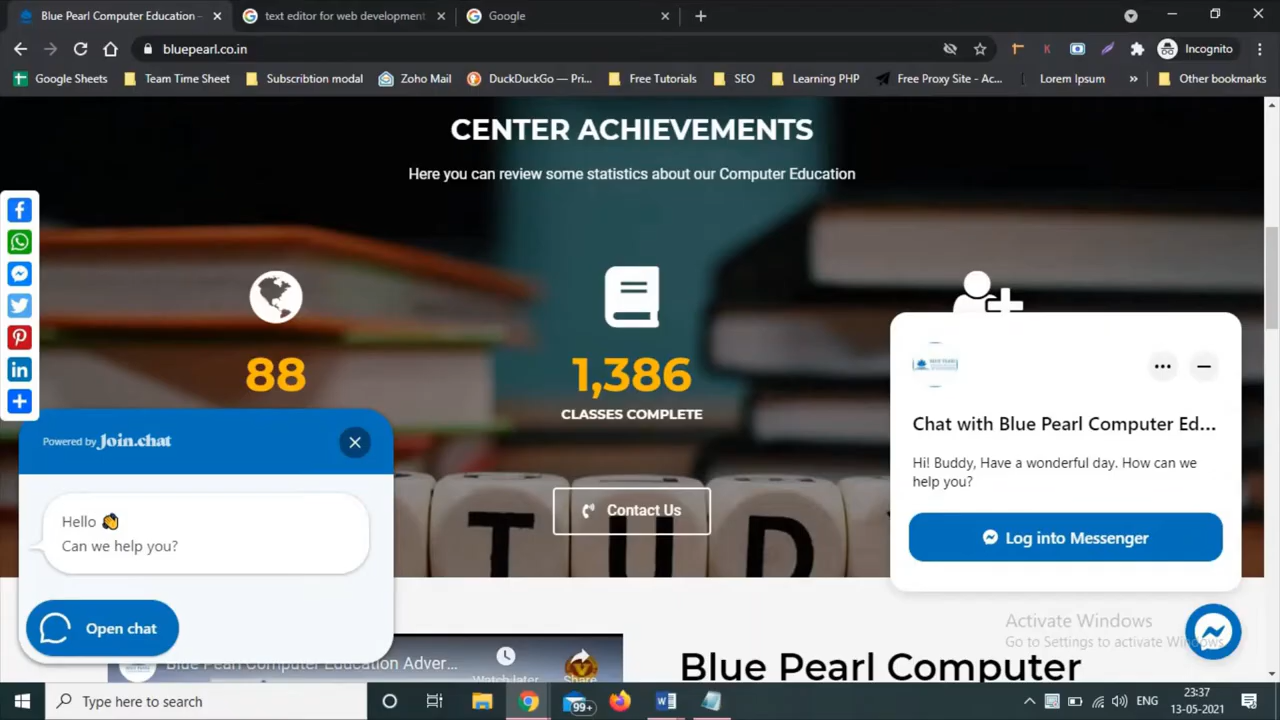 Blue Pearl Computer Education –
text editor for web development
Google
bluepearl.co.in
Incognito
Google Sheets
Team Time Sheet
Subscribtion modal
Zoho Mail
DuckDuckGo — Pri...
Free Tutorials
SEO
Learning PHP
Free Proxy Site - Ac...
Lorem Ipsum
»
Other bookmarks
CENTER ACHIEVEMENTS
Here you can review some statistics about our Computer Education
88
1,386
CLASSES COMPLETE
Contact Us
TUD
Powered by Join.chat
Hello 👋
Can we help you?
Open chat
Chat with Blue Pearl Computer Ed...
Hi! Buddy, Have a wonderful day. How can we
help you?
Log into Messenger
Activate Windows
Go to Settings to activate Windows
Blue Pearl Computer Education Adver...
Watch later
Share
Blue Pearl Computer
Type here to search
99+
ENG
23:37
13-05-2021